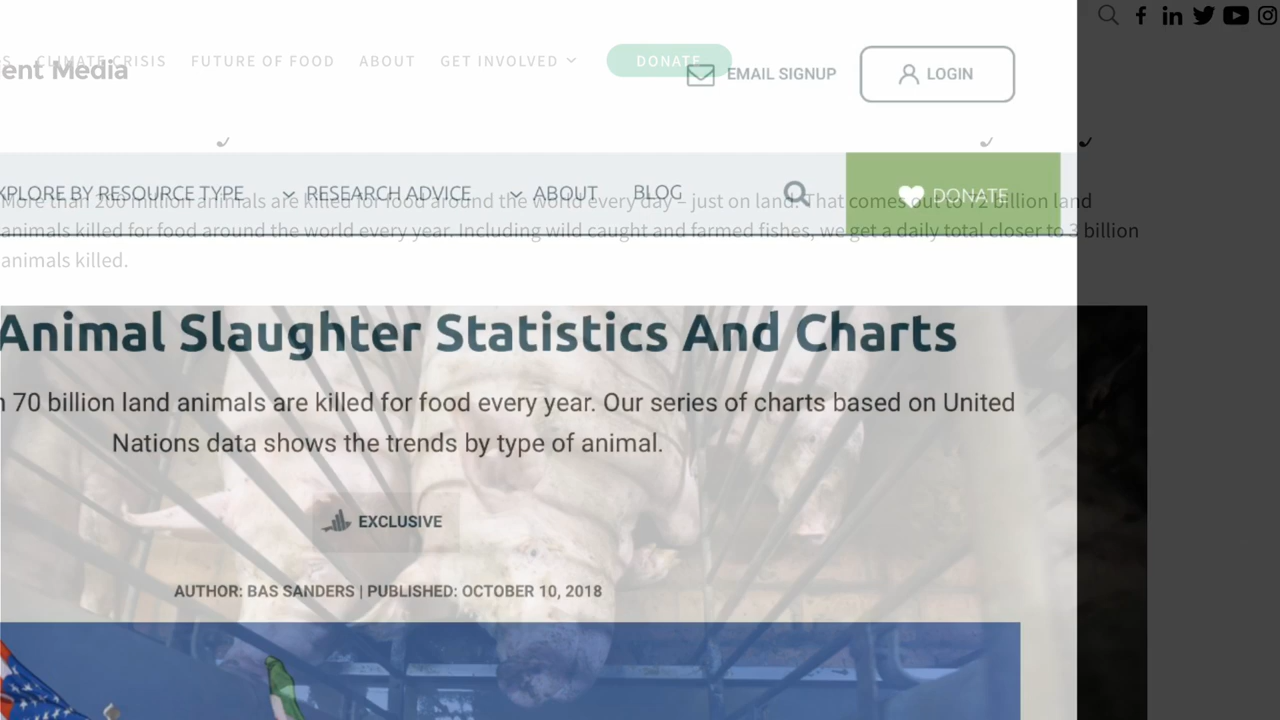 CLIMATE CRISIS FUTURE OF FOOD ABOUT GET INVOLVED DONATE
ent Media
EMAIL SIGNUP LOGIN
XPLORE BY RESOURCE TYPE RESEARCH ADVICE ABOUT BLOG DONATE
More than 200 million animals are killed for food around the world every day – just on land. That comes out to 72 billion land
animals killed for food around the world every year. Including wild caught and farmed fishes, we get a daily total closer to 3 billion
animals killed.
Animal Slaughter Statistics And Charts
70 billion land animals are killed for food every year. Our series of charts based on United
Nations data shows the trends by type of animal.
EXCLUSIVE
AUTHOR: BAS SANDERS | PUBLISHED: OCTOBER 10, 2018